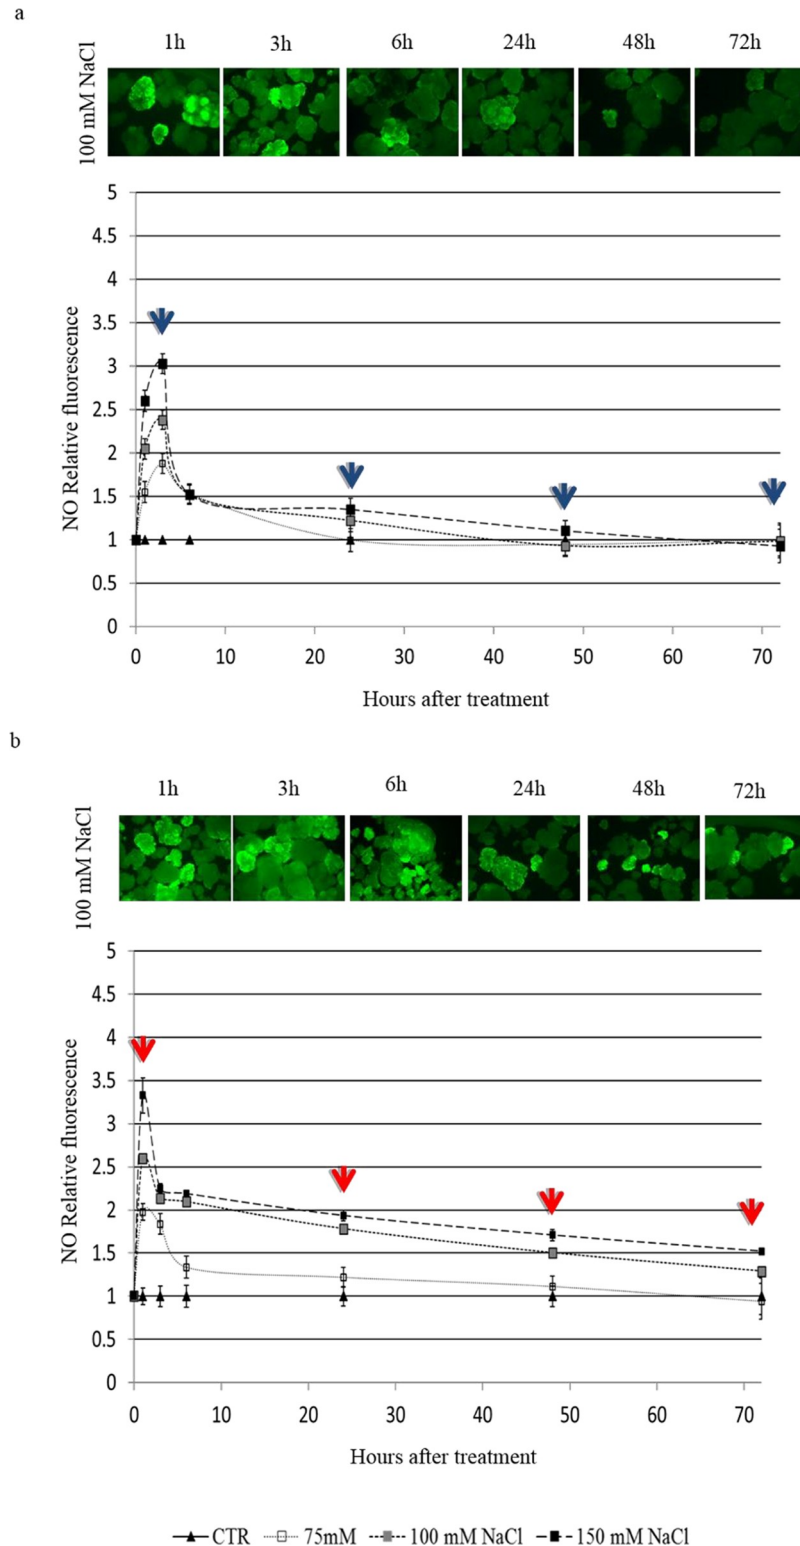 a
1h 3h 6h 24h 48h 72h
100 mM NaCl
5
4.5
4
3.5
3
2.5
2
1.5
1
0.5
0
NO Relative fluorescence
0 10 20 30 40 50 60 70
Hours after treatment
b
1h 3h 6h 24h 48h 72h
100 mM NaCl
5
4.5
4
3.5
3
2.5
2
1.5
1
0.5
0
NO Relative fluorescence
0 10 20 30 40 50 60 70
Hours after treatment
CTR 75mM 100 mM NaCl 150 mM NaCl